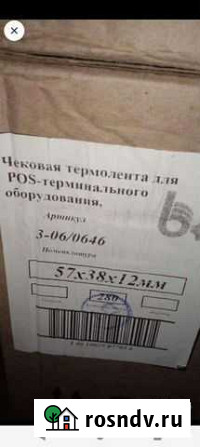 Чековая термолента для
POS-терминального
оборудования,
Артикул
3-06/0646
Номенклатура
57x38x12мм
280
rosndv.ru